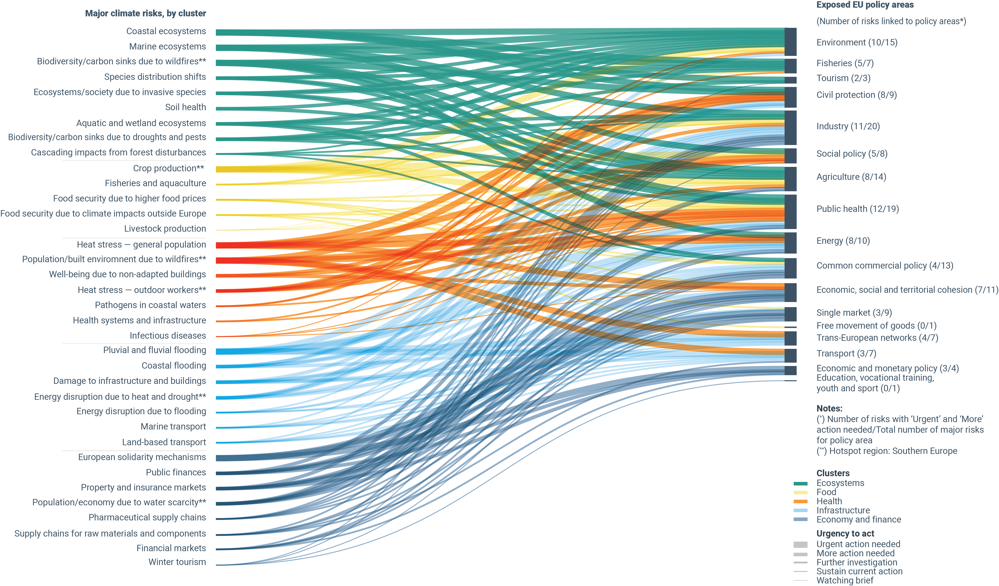 Major climate risks, by cluster
Coastal ecosystems
Marine ecosystems
Biodiversity/carbon sinks due to wildfires**
Species distribution shifts
Ecosystems/society due to invasive species
Soil health
Aquatic and wetland ecosystems
Biodiversity/carbon sinks due to droughts and pests
Cascading impacts from forest disturbances
Crop production**
Fisheries and aquaculture
Food security due to higher food prices
Food security due to climate impacts outside Europe
Livestock production
Heat stress — general population
Population/built enviromnent due to wildfires**
Well-being due to non-adapted buildings
Heat stress — outdoor workers**
Pathogens in coastal waters
Health systems and infrastructure
Infectious diseases
Pluvial and fluvial flooding
Coastal flooding
Damage to infrastructure and buildings
Energy disruption due to heat and drought**
Energy disruption due to flooding
Marine transport
Land-based transport
European solidarity mechanisms
Public finances
Property and insurance markets
Population/economy due to water scarcity**
Pharmaceutical supply chains
Supply chains for raw materials and components
Financial markets
Winter tourism
Exposed EU policy areas
(Number of risks linked to policy areas*)
Environment (10/15)
Fisheries (5/7)
Tourism (2/3)
Civil protection (8/9)
Industry (11/20)
Social policy (5/8)
Agriculture (8/14)
Public health (12/19)
Energy (8/10)
Common commercial policy (4/13)
Economic, social and territorial cohesion (7/11)
Single market (3/9)
Free movement of goods (0/1)
Trans-European networks (4/7)
Transport (3/7)
Economic and monetary policy (3/4)
Education, vocational training,
youth and sport (0/1)
Notes:
(*) Number of risks with ‘Urgent’ and ‘More’
action needed/Total number of major risks
for policy area
(**) Hotspot region: Southern Europe
Clusters
Ecosystems
Food
Health
Infrastructure
Economy and finance
Urgency to act
Urgent action needed
More action needed
Further investigation
Sustain current action
Watching brief